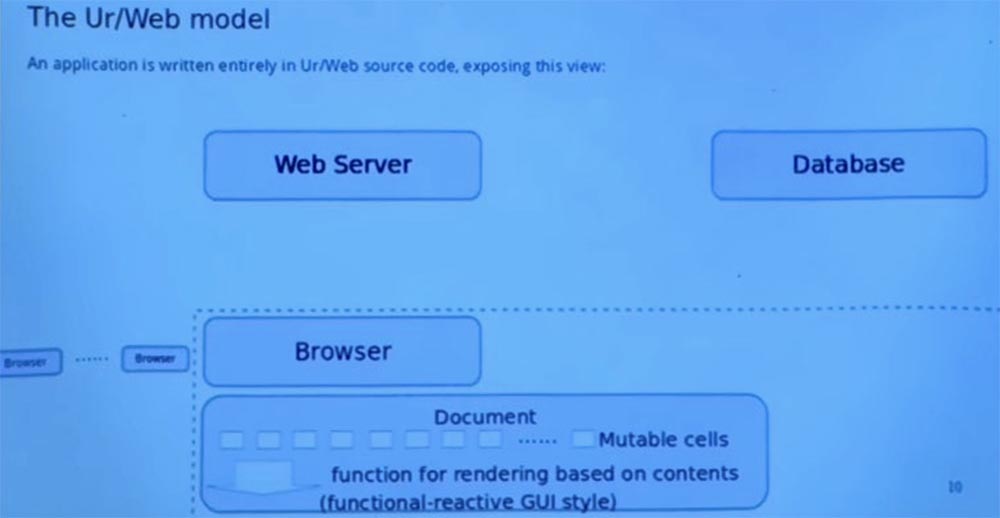 The Ur/Web model
An application is written entirely in Ur/Web source code, exposing this view:
Web Server
Database
Browser
Browser
......
Browser
Document
...... Mutable cells
function for rendering based on contents
(functional-reactive GUI style)
10